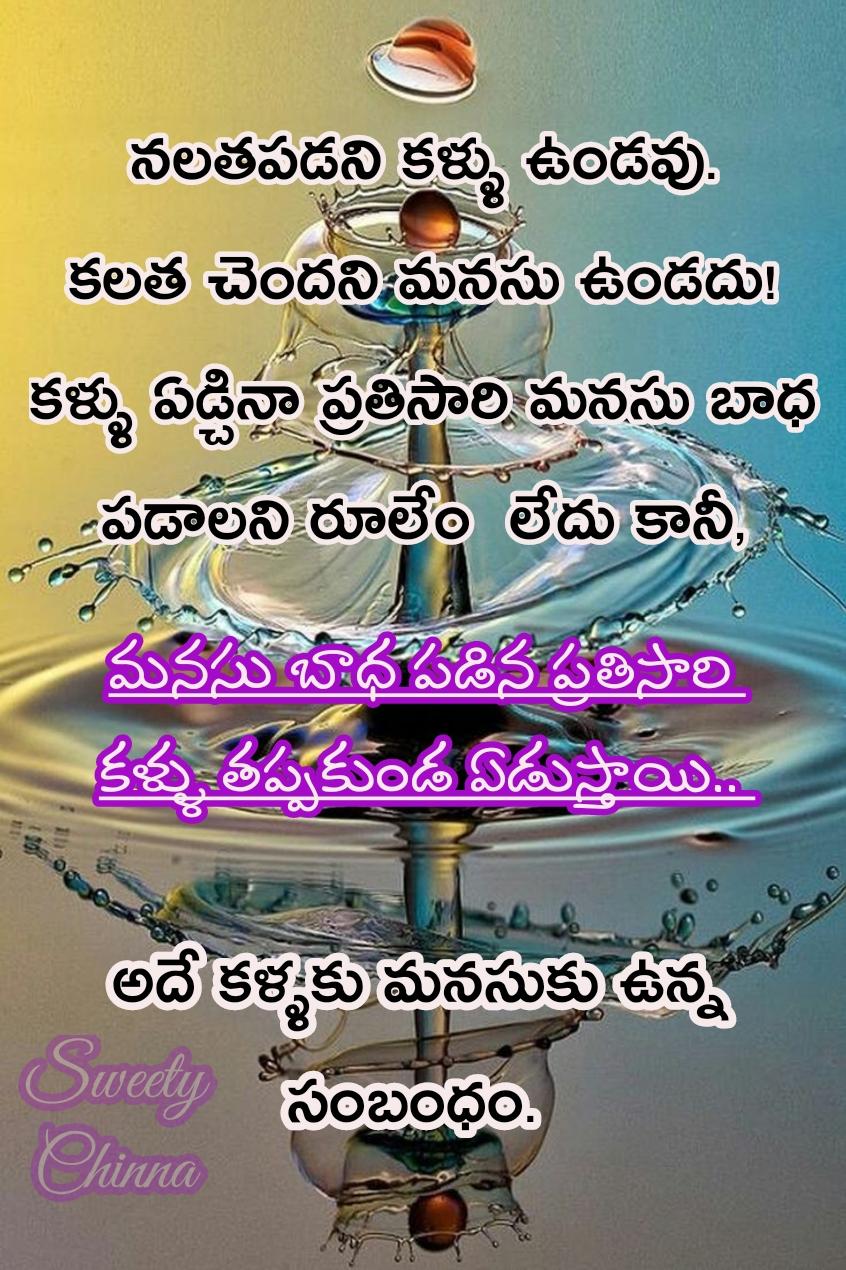 నలతపడని కళ్ళు ఉండవు.
కలత చెందని మనసు ఉండదు!
కళ్ళు ఏడ్చినా ప్రతిసారి మనసు బాధ
పడాలని రూలేం లేదు కానీ,
మనసు బాధ పడిన ప్రతిసారి
కళ్ళు తప్పకుండ ఏడుస్తాయి..
అదే కళ్ళకు మనసుకు ఉన్న
సంబంధం.
Sweety
Chinna